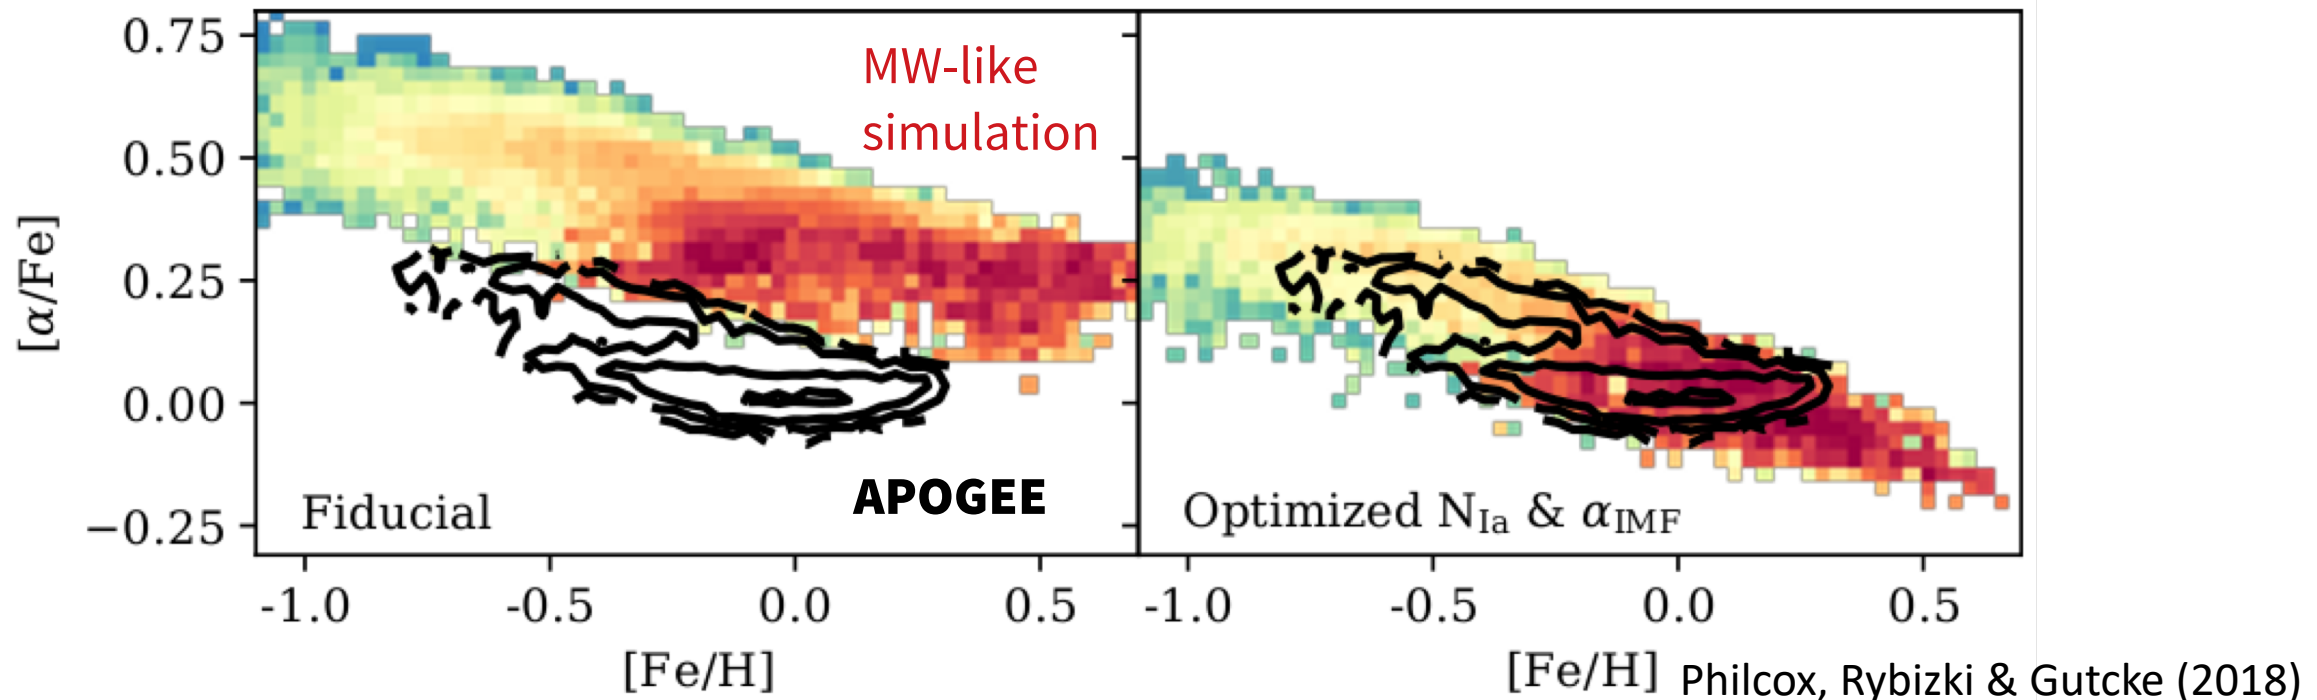 0.75
0.50
0.25
0.00
−0.25
[α/Fe]
MW-like
simulation
APOGEE
Fiducial
Optimized N_Ia & α_IMF
-1.0 -0.5 0.0 0.5
-1.0 -0.5 0.0 0.5
[Fe/H]
[Fe/H]
Philcox, Rybizki & Gutcke (2018)